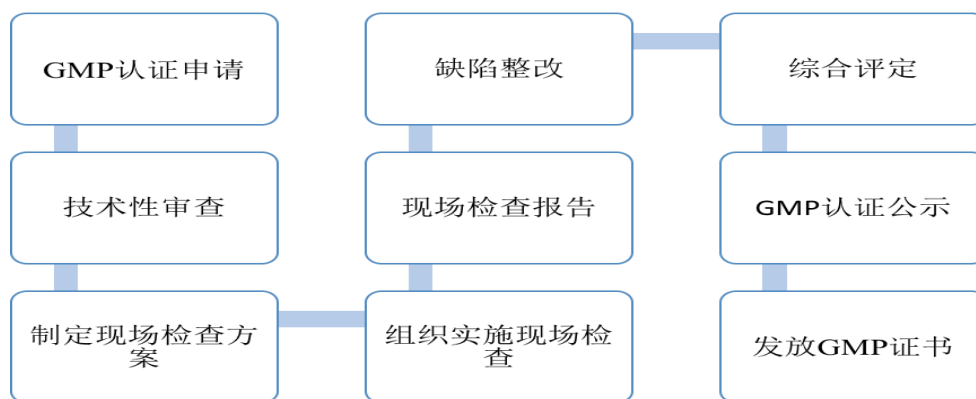 GMP认证申请
技术性审查
制定现场检查方
案
组织实施现场检
查
现场检查报告
缺陷整改
综合评定
GMP认证公示
发放GMP证书